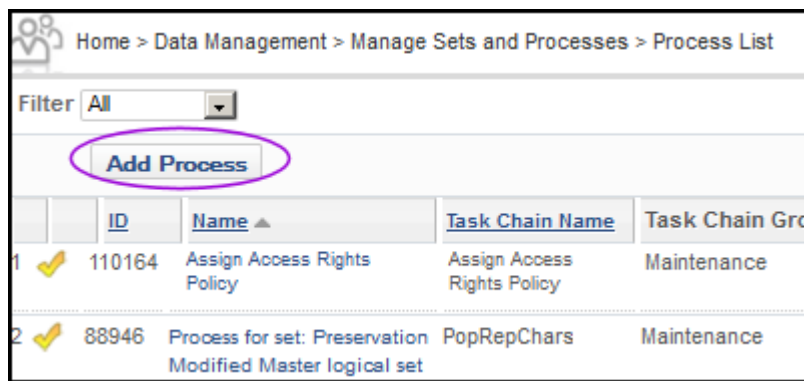 Home > Data Management > Manage Sets and Processes > Process List
Filter All
Add Process
ID Name Task Chain Name Task Chain Gro
1 110164 Assign Access Rights Policy Assign Access Rights Policy Maintenance
2 88946 Process for set: Preservation Modified Master logical set PopRepChars Maintenance